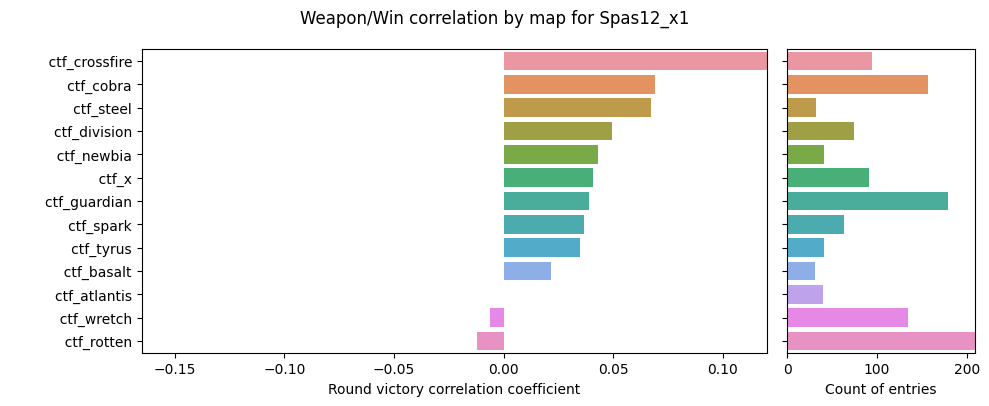 Weapon/Win correlation by map for Spas12_x1
ctf_crossfire
ctf_cobra
ctf_steel
ctf_division
ctf_newbia
ctf_x
ctf_guardian
ctf_spark
ctf_tyrus
ctf_basalt
ctf_atlantis
ctf_wretch
ctf_rotten
−0.15 −0.10 −0.05 0.00 0.05 0.10 0 100 200
Round victory correlation coefficient Count of entries